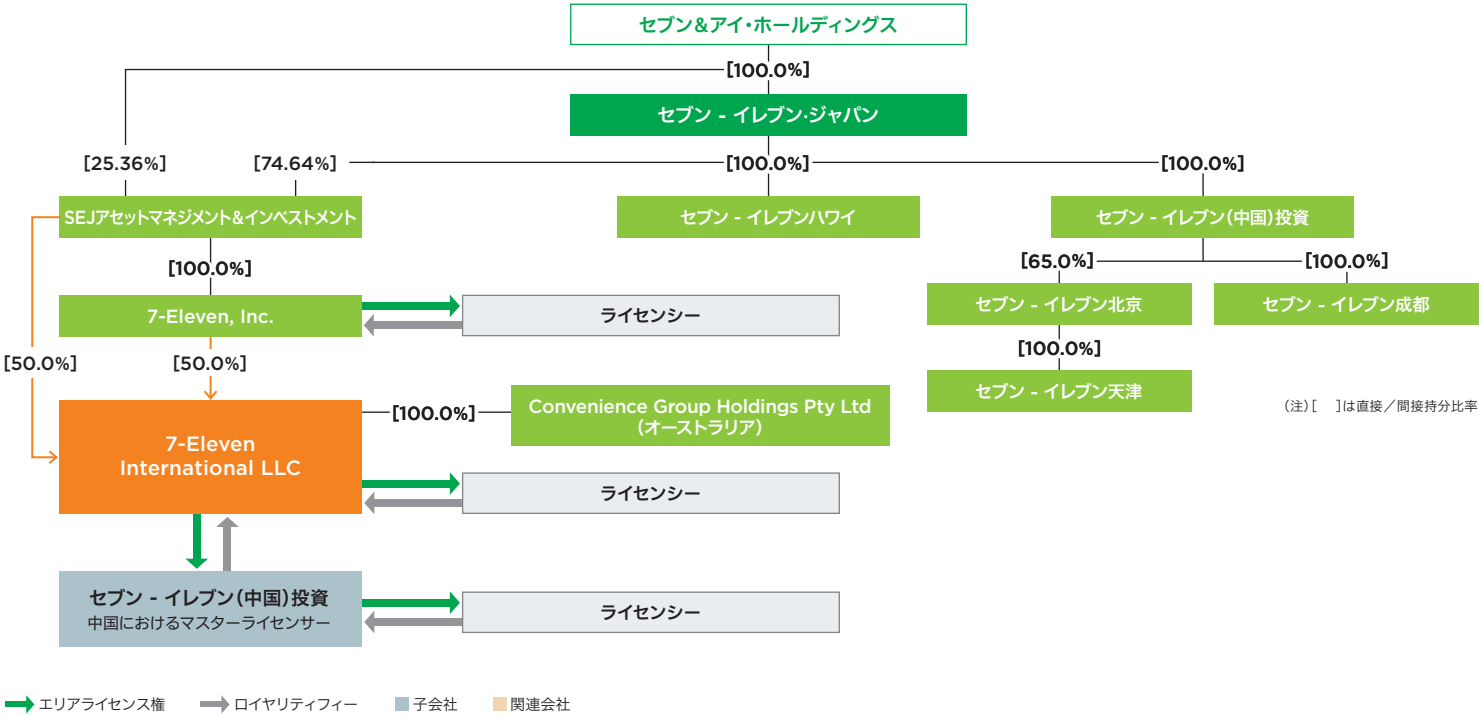 セブン&アイ・ホールディングス
[100.0%]
セブン - イレブン・ジャパン
[25.36%]
[74.64%]
[100.0%]
[100.0%]
SEJアセットマネジメント&インベストメント
セブン - イレブンハワイ
セブン - イレブン(中国)投資
[100.0%]
[65.0%]
[100.0%]
7-Eleven, Inc.
ライセンシー
セブン - イレブン北京
セブン - イレブン成都
[50.0%]
[50.0%]
[100.0%]
セブン - イレブン天津
(注)[ ]は直接/間接持分比率
7-Eleven
International LLC
[100.0%]
Convenience Group Holdings Pty Ltd
(オーストラリア)
ライセンシー
セブン - イレブン(中国)投資
中国におけるマスターライセンサー
ライセンシー
エリアライセンス権
ロイヤリティフィー
子会社
関連会社